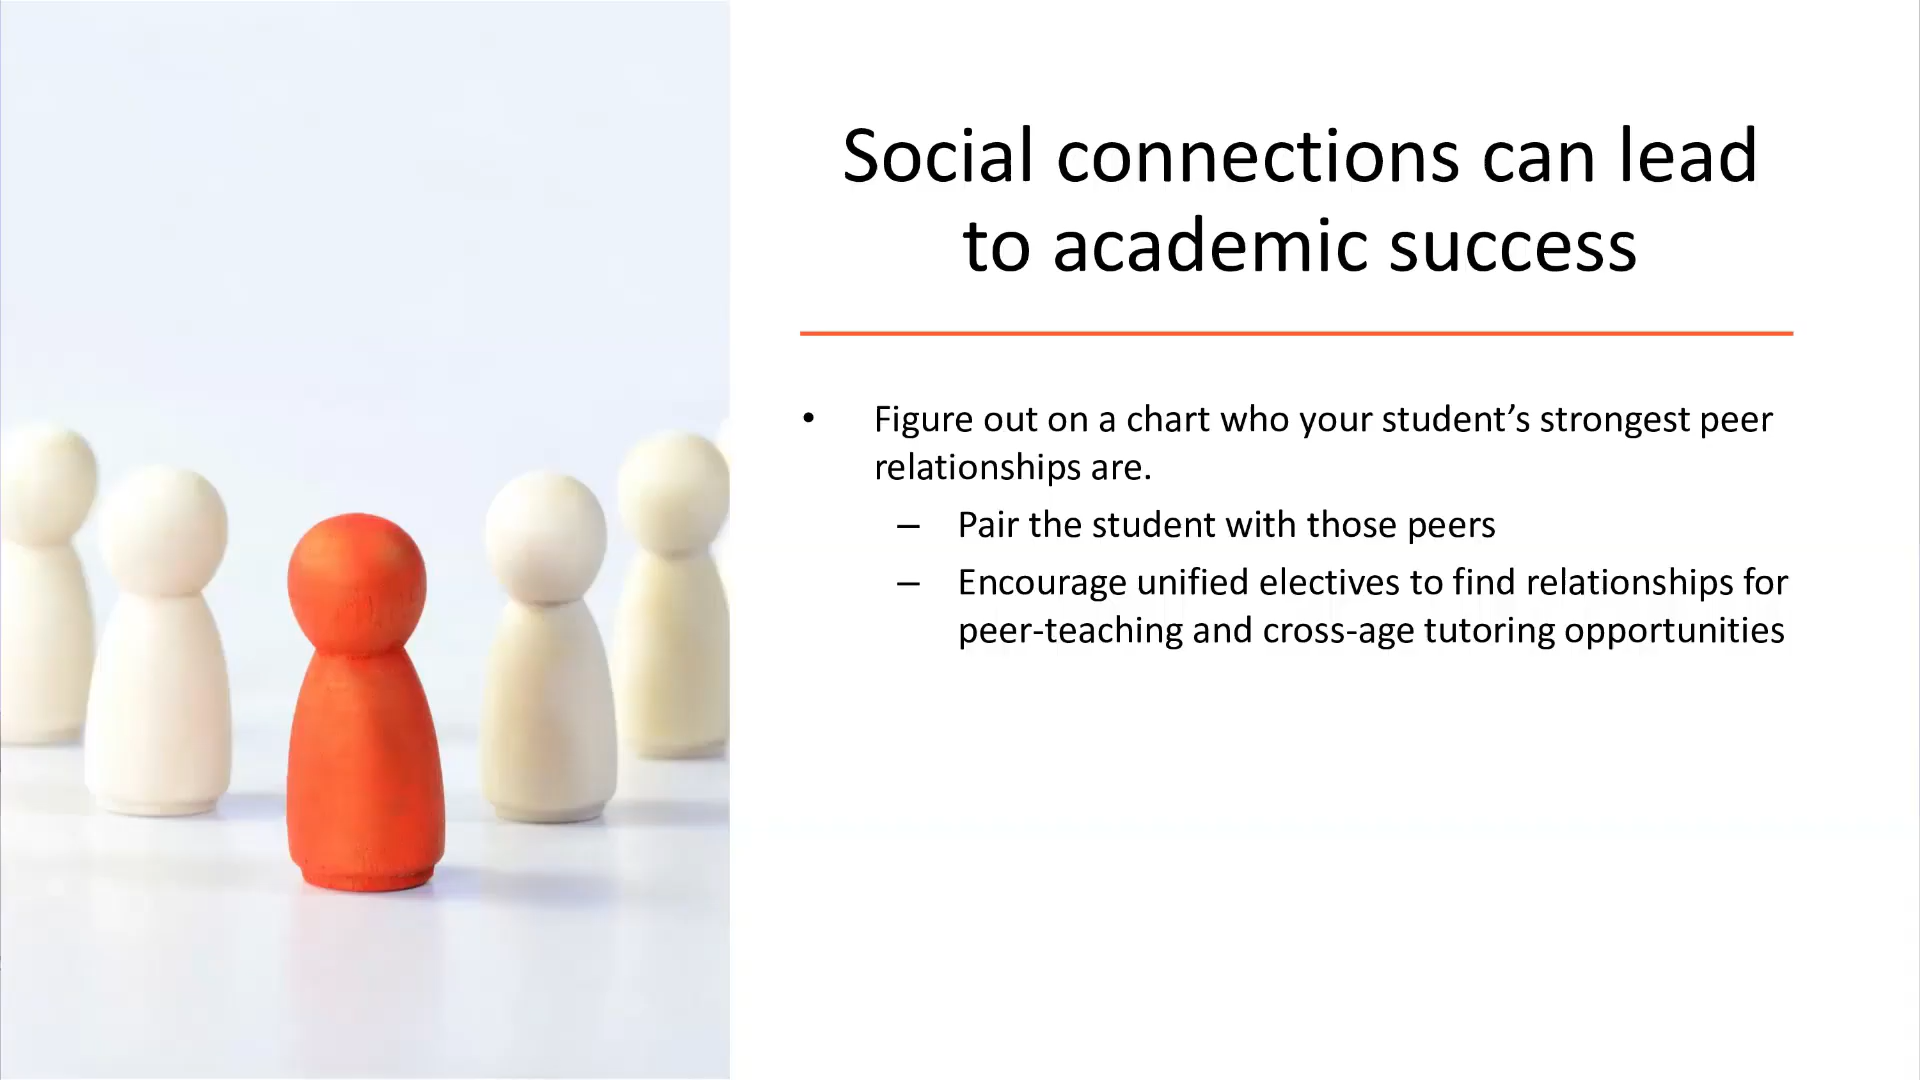 Social connections can lead
to academic success
• Figure out on a chart who your student’s strongest peer
relationships are.
– Pair the student with those peers
– Encourage unified electives to find relationships for
peer-teaching and cross-age tutoring opportunities